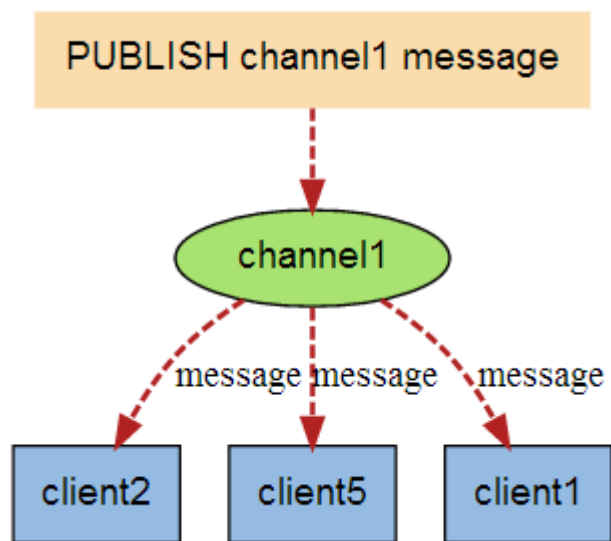 PUBLISH channel1 message
channel1
message message message
client2 client5 client1